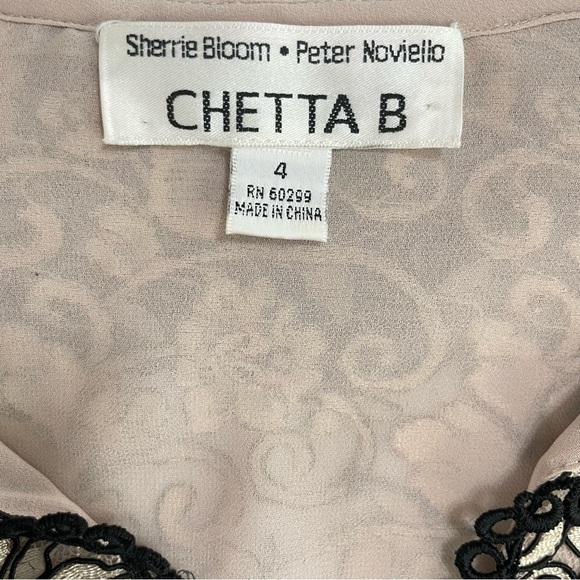 Sherrie Bloom • Peter Noviello
CHETTA B
4
RN 60299
MADE IN CHINA